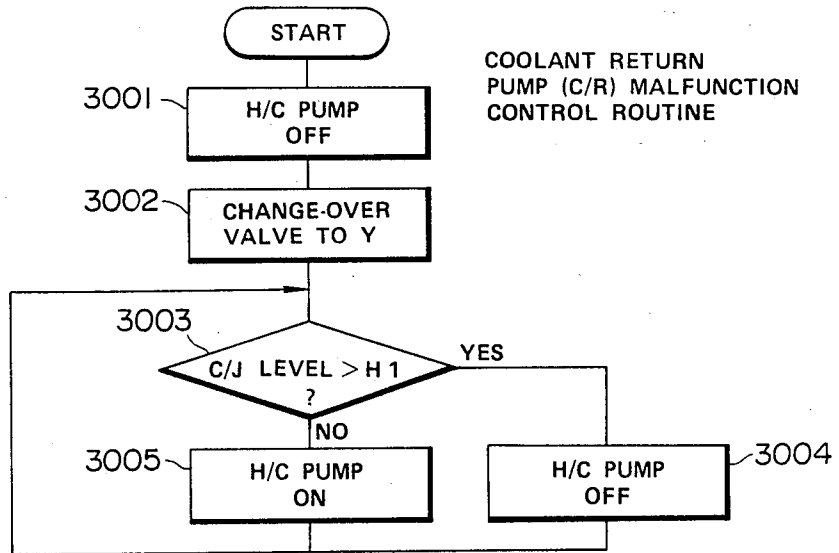 START
COOLANT RETURN
PUMP (C/R) MALFUNCTION
CONTROL ROUTINE
3001
H/C PUMP
OFF
3002
CHANGE-OVER
VALVE TO Y
3003
C/J LEVEL > H1
?
YES
NO
3005
H/C PUMP
ON
H/C PUMP
OFF
3004